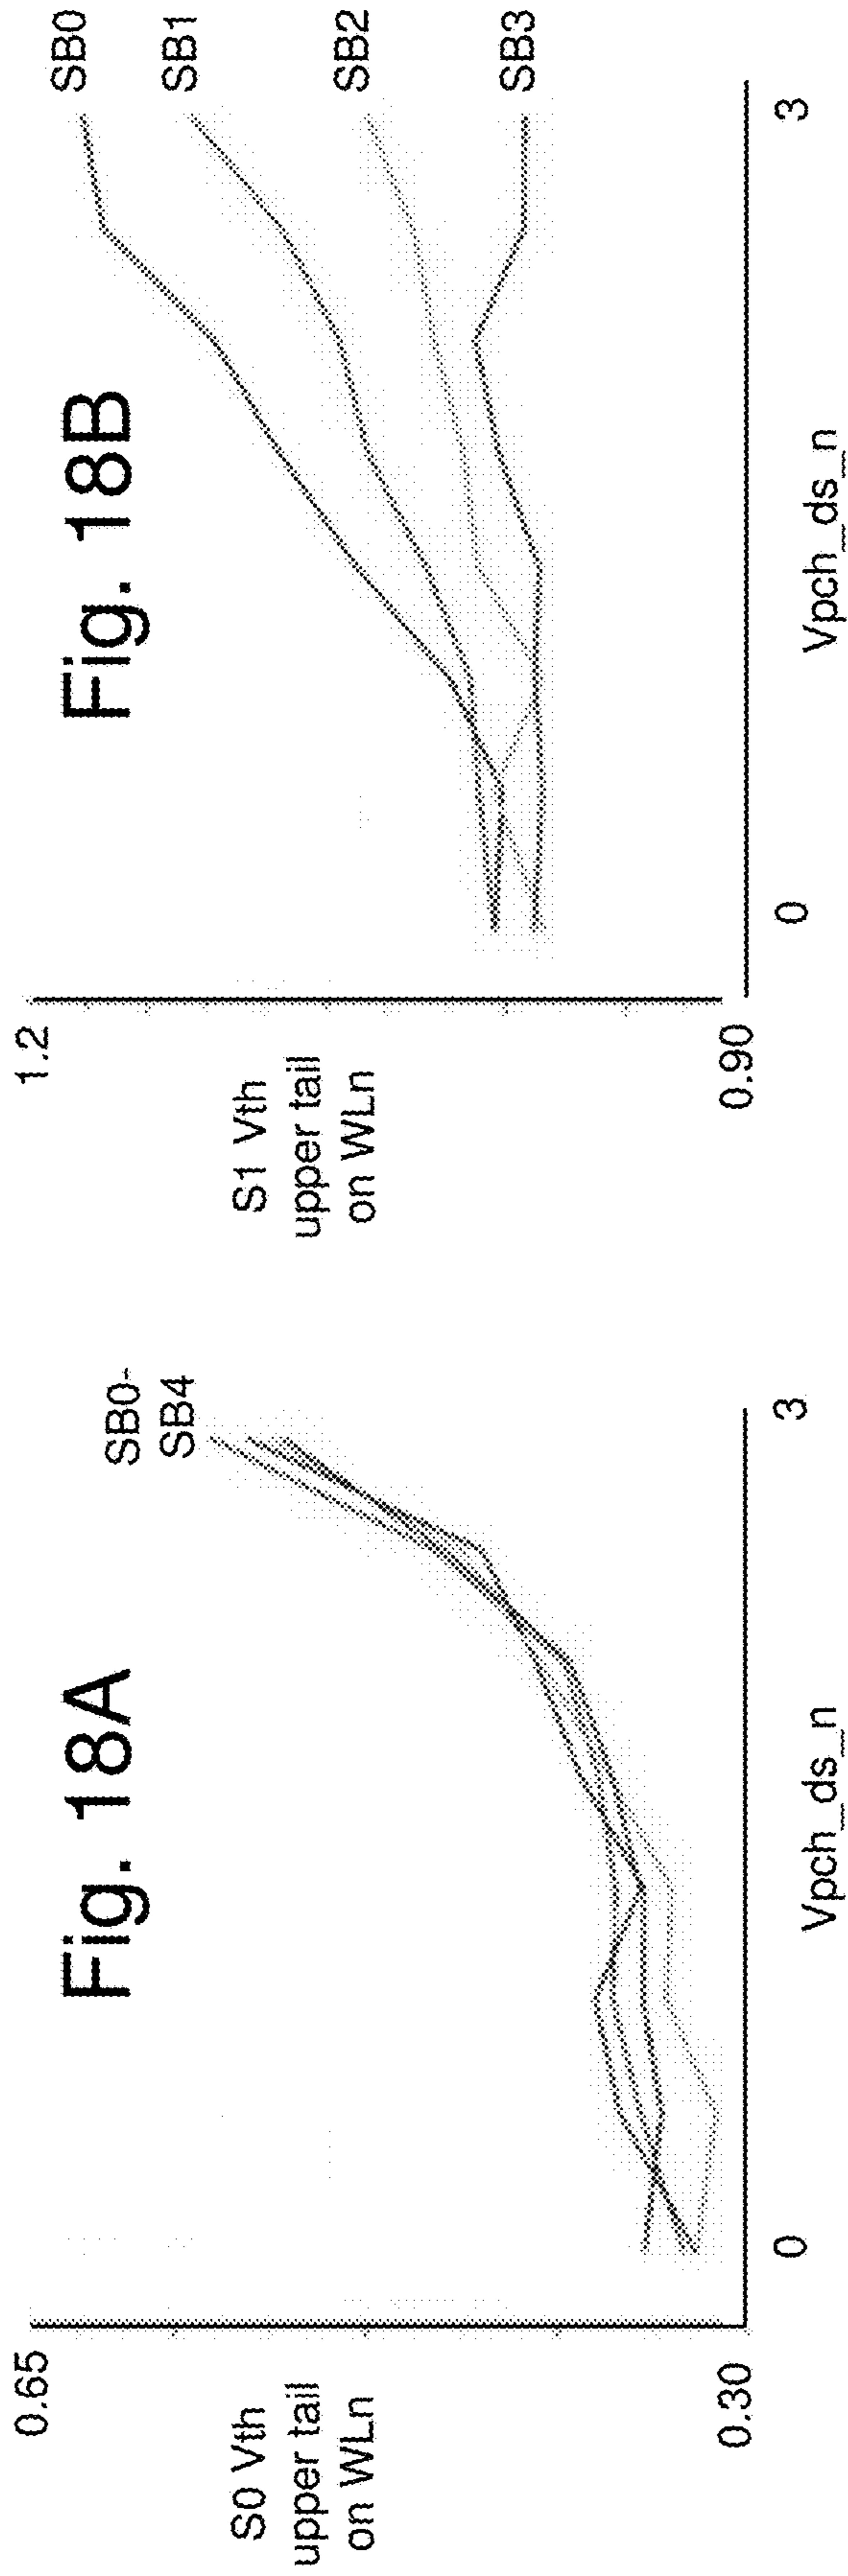 Fig. 18A
0.65
S0 Vth
upper tail
on WLn
0.30
SB0-
SB4
0
3
Vpch_ds_n
Fig. 18B
1.2
S1 Vth
upper tail
on WLn
0.90
SB0
SB1
SB2
SB3
0
3
Vpch_ds_n